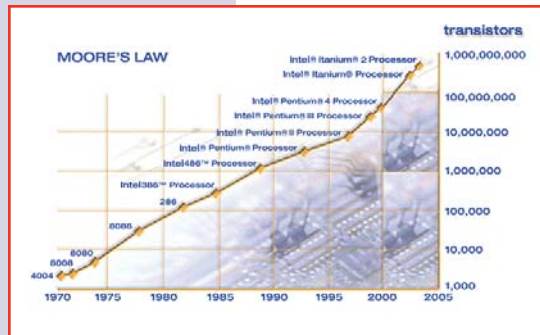 transistors
MOORE'S LAW
Intel® Itanium® 2 Processor
1,000,000,000
Intel® Itanium® Processor
Intel® Pentium® 4 Processor
100,000,000
Intel® Pentium® III Processor
Intel® Pentium® II Processor
10,000,000
Intel® Pentium® Processor
Intel486™ Processor
1,000,000
Intel386™ Processor
286
100,000
8086
8080
10,000
8008
4004
1,000
1970 1975 1980 1985 1990 1995 2000 2005